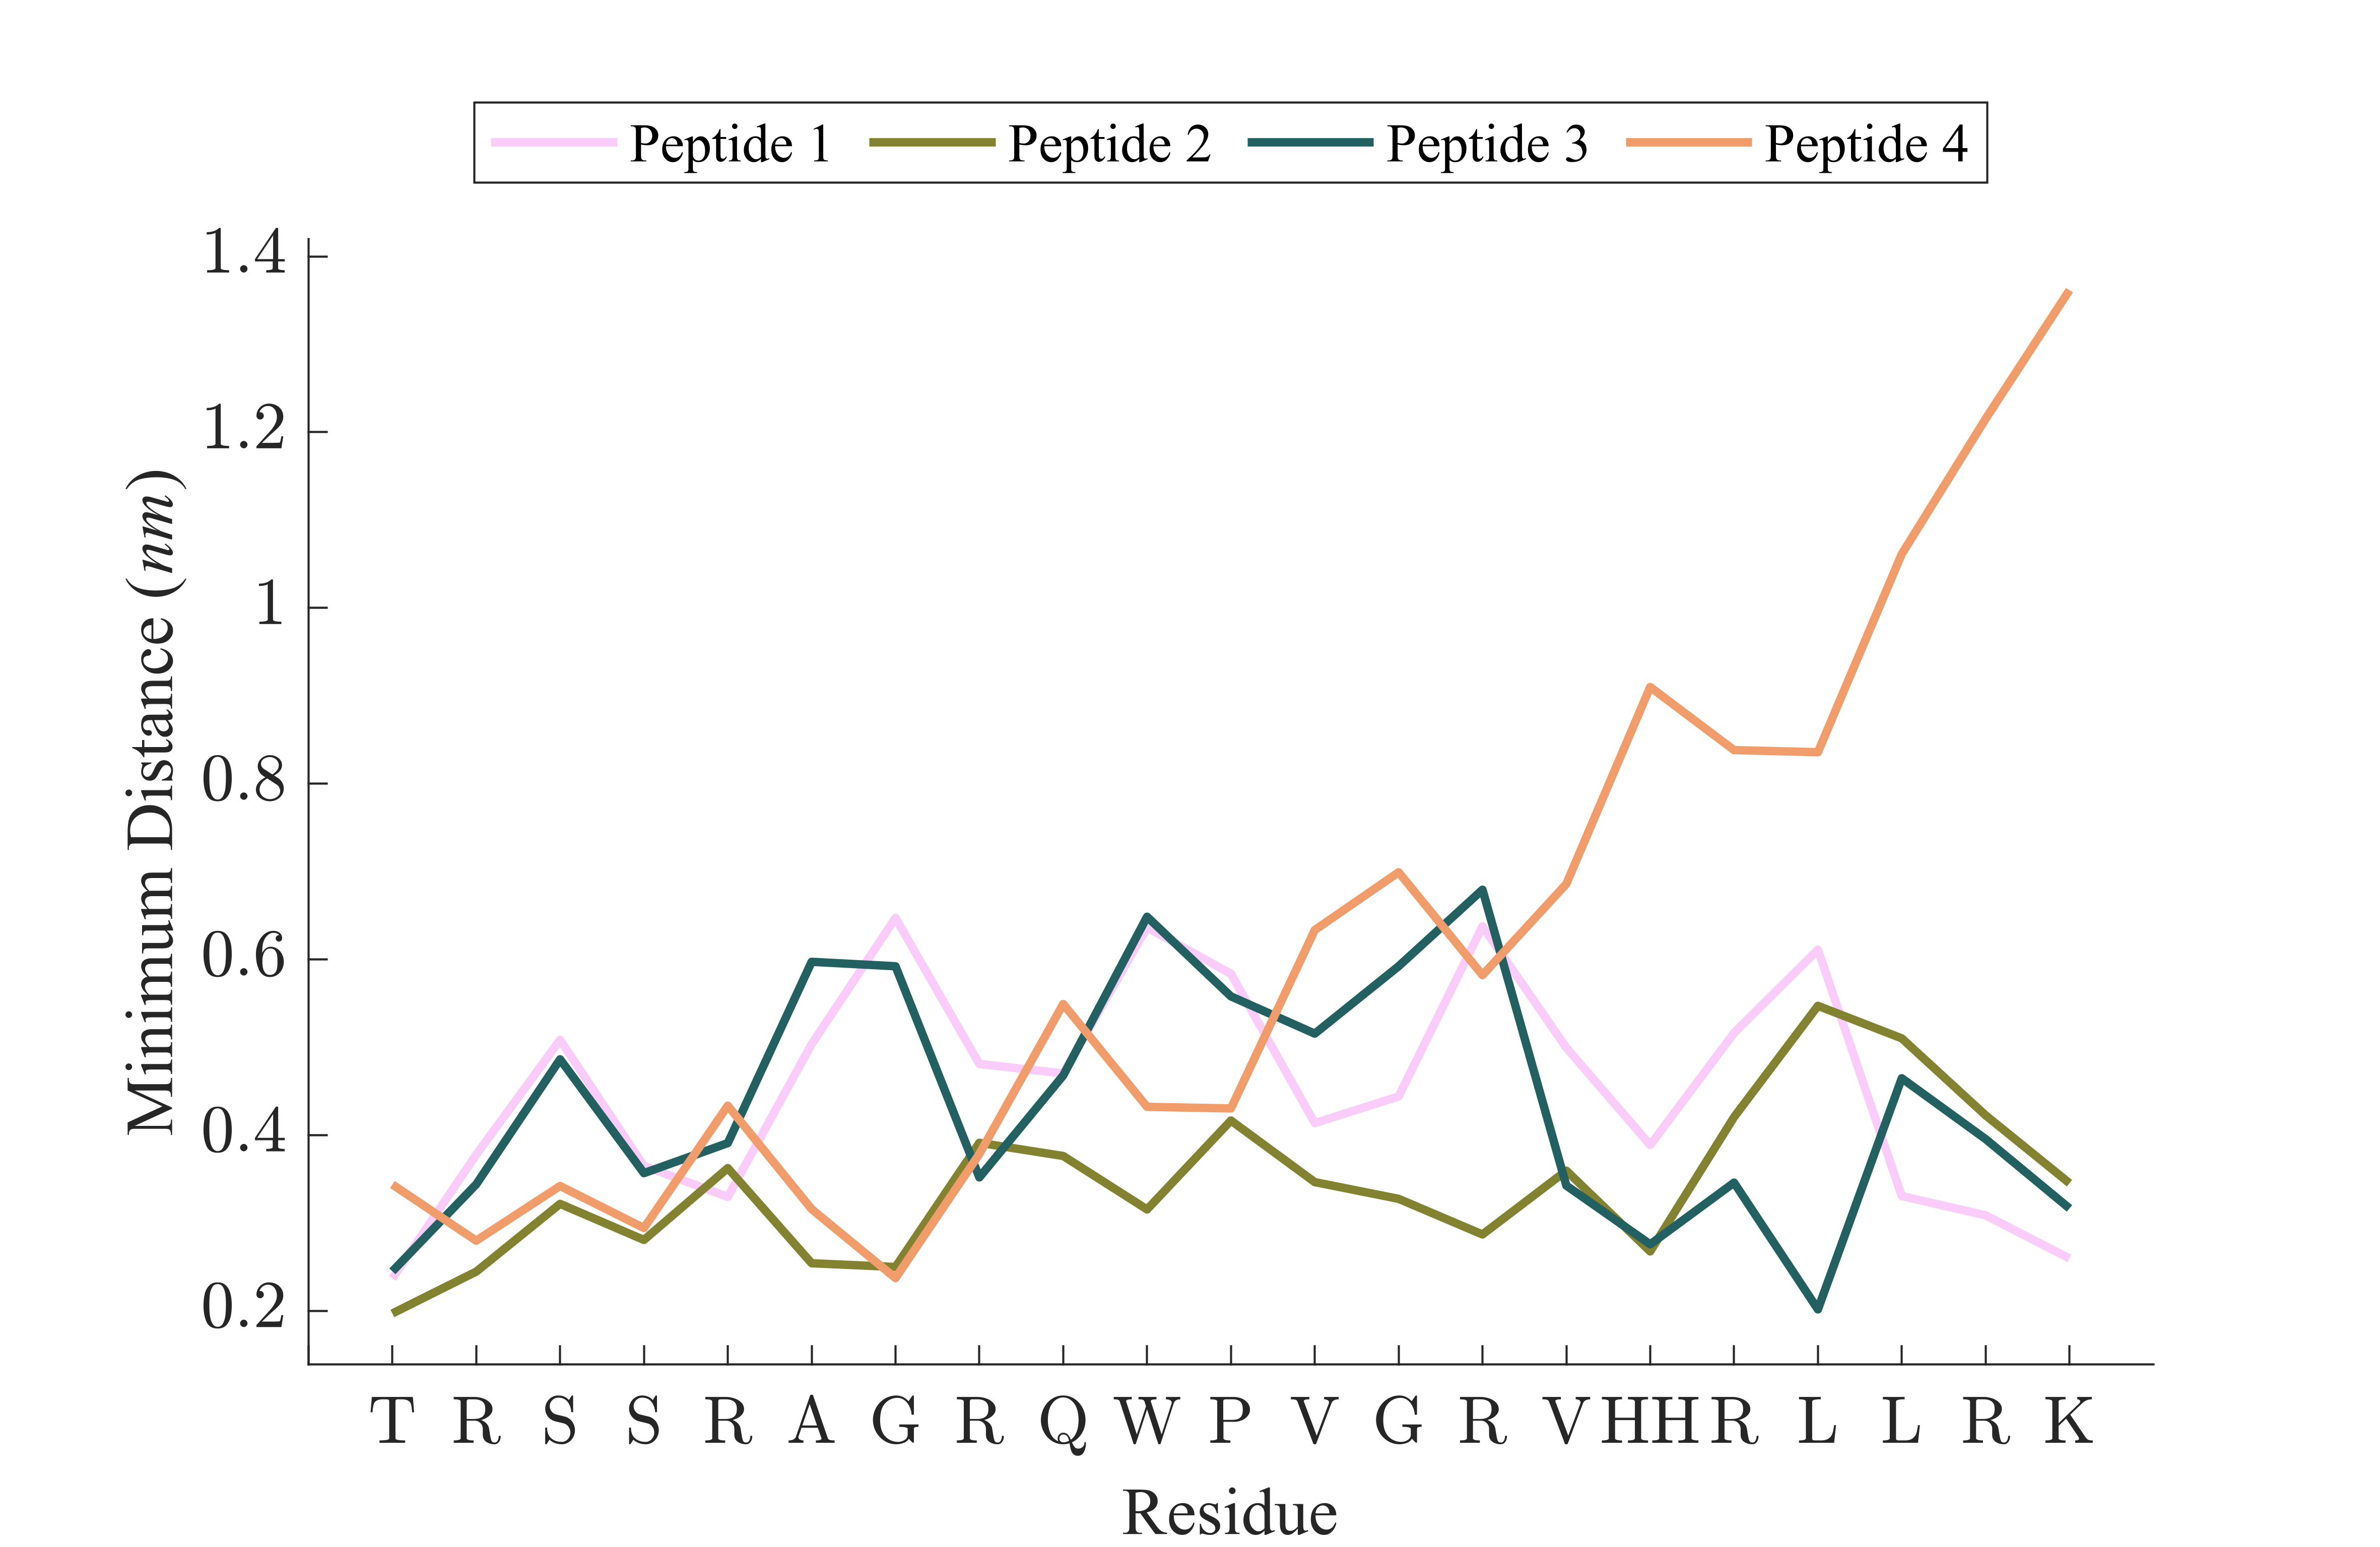 Peptide 1 Peptide 2 Peptide 3 Peptide 4
1.4
1.2
1
0.8
0.6
0.4
0.2
Minimum Distance (nm)
T R S S R A G R Q W P V G R V HH R L L R K
Residue